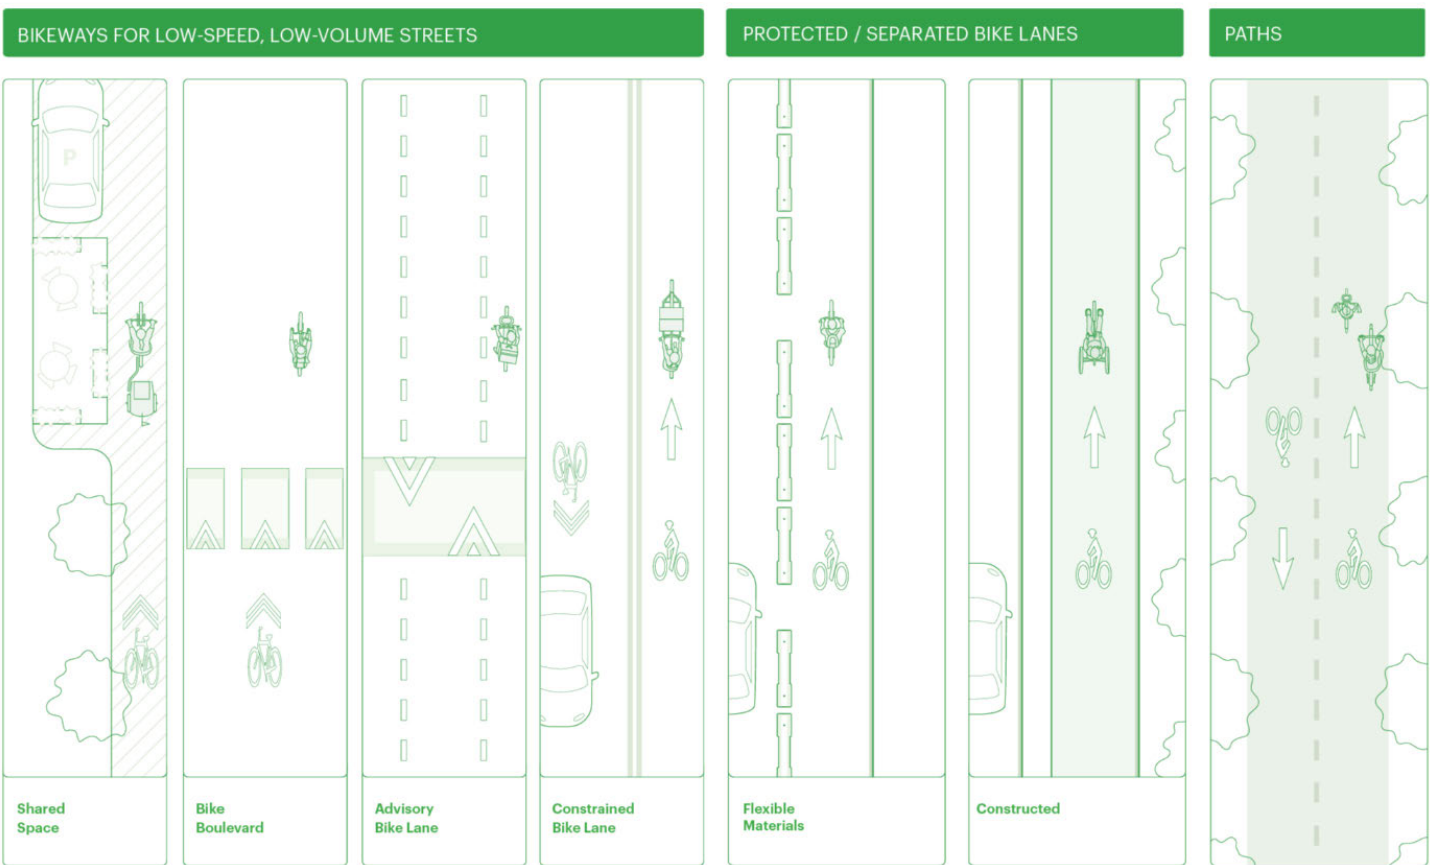 BIKEWAYS FOR LOW-SPEED, LOW-VOLUME STREETS
PROTECTED / SEPARATED BIKE LANES
PATHS
P
Shared
Space
Bike
Boulevard
Advisory
Bike Lane
Constrained
Bike Lane
Flexible
Materials
Constructed